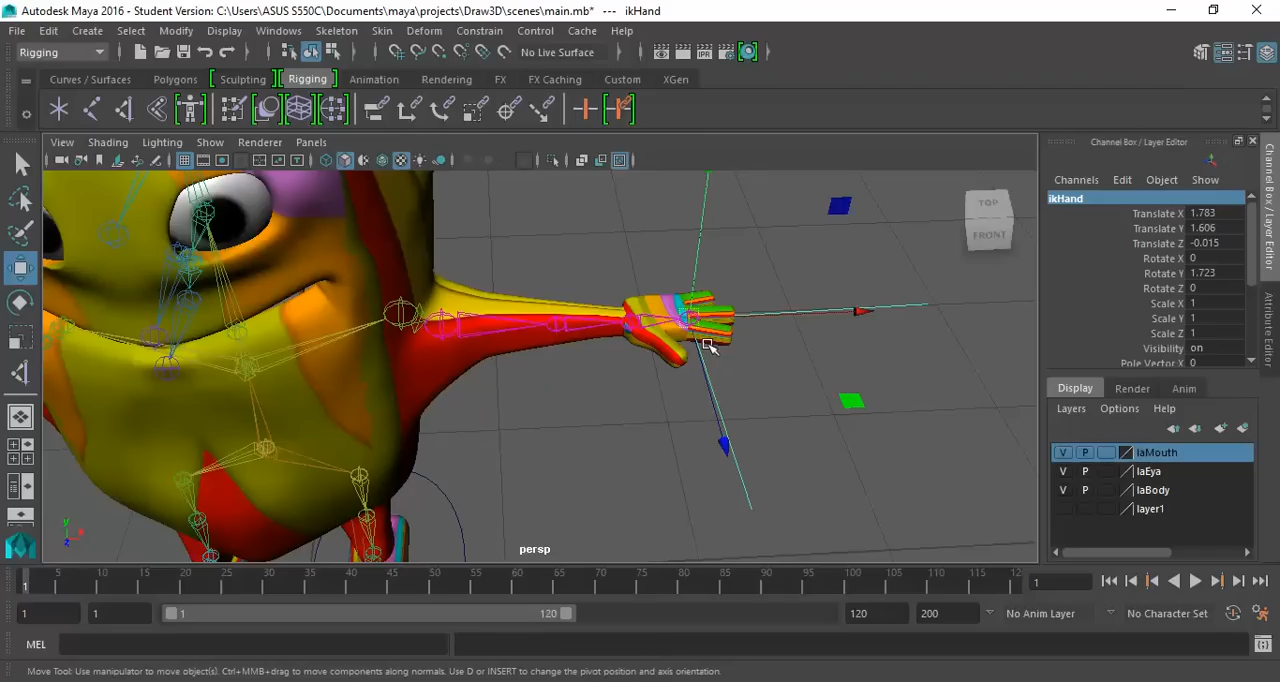 Autodesk Maya 2016 - Student Version: C:\Users\ASUS S550C\Documents\maya\projects\Draw3D\scenes\main.mb* --- ikHand
File Edit Create Select Modify Display Windows Skeleton Skin Deform Constrain Control Cache Help
Rigging No Live Surface IPR
Curves / Surfaces Polygons Sculpting Rigging Animation Rendering FX FX Caching Custom XGen
View Shading Lighting Show Renderer Panels
Channel Box / Layer Editor
Channels Edit Object Show
ikHand
Translate X 1.783
Translate Y 1.606
Translate Z -0.015
Rotate X 0
Rotate Y 1.723
Rotate Z 0
Scale X 1
Scale Y 1
Scale Z 1
Visibility on
Pole Vector X 0
Display Render Anim
Layers Options Help
V P laMouth
V P laEya
V P laBody
layer1
Channel Box / Layer Editor
Attribute Editor
TOP
FRONT
y
z
persp
5 10 15 20 25 30 35 40 45 50 55 60 65 70 75 80 85 90 95 100 105 110 115 12
1
1
1 1 1 120 120 200 No Anim Layer No Character Set
MEL
Move Tool: Use manipulator to move object(s). Ctrl+MMB+drag to move components along normals. Use D or INSERT to change the pivot position and axis orientation.